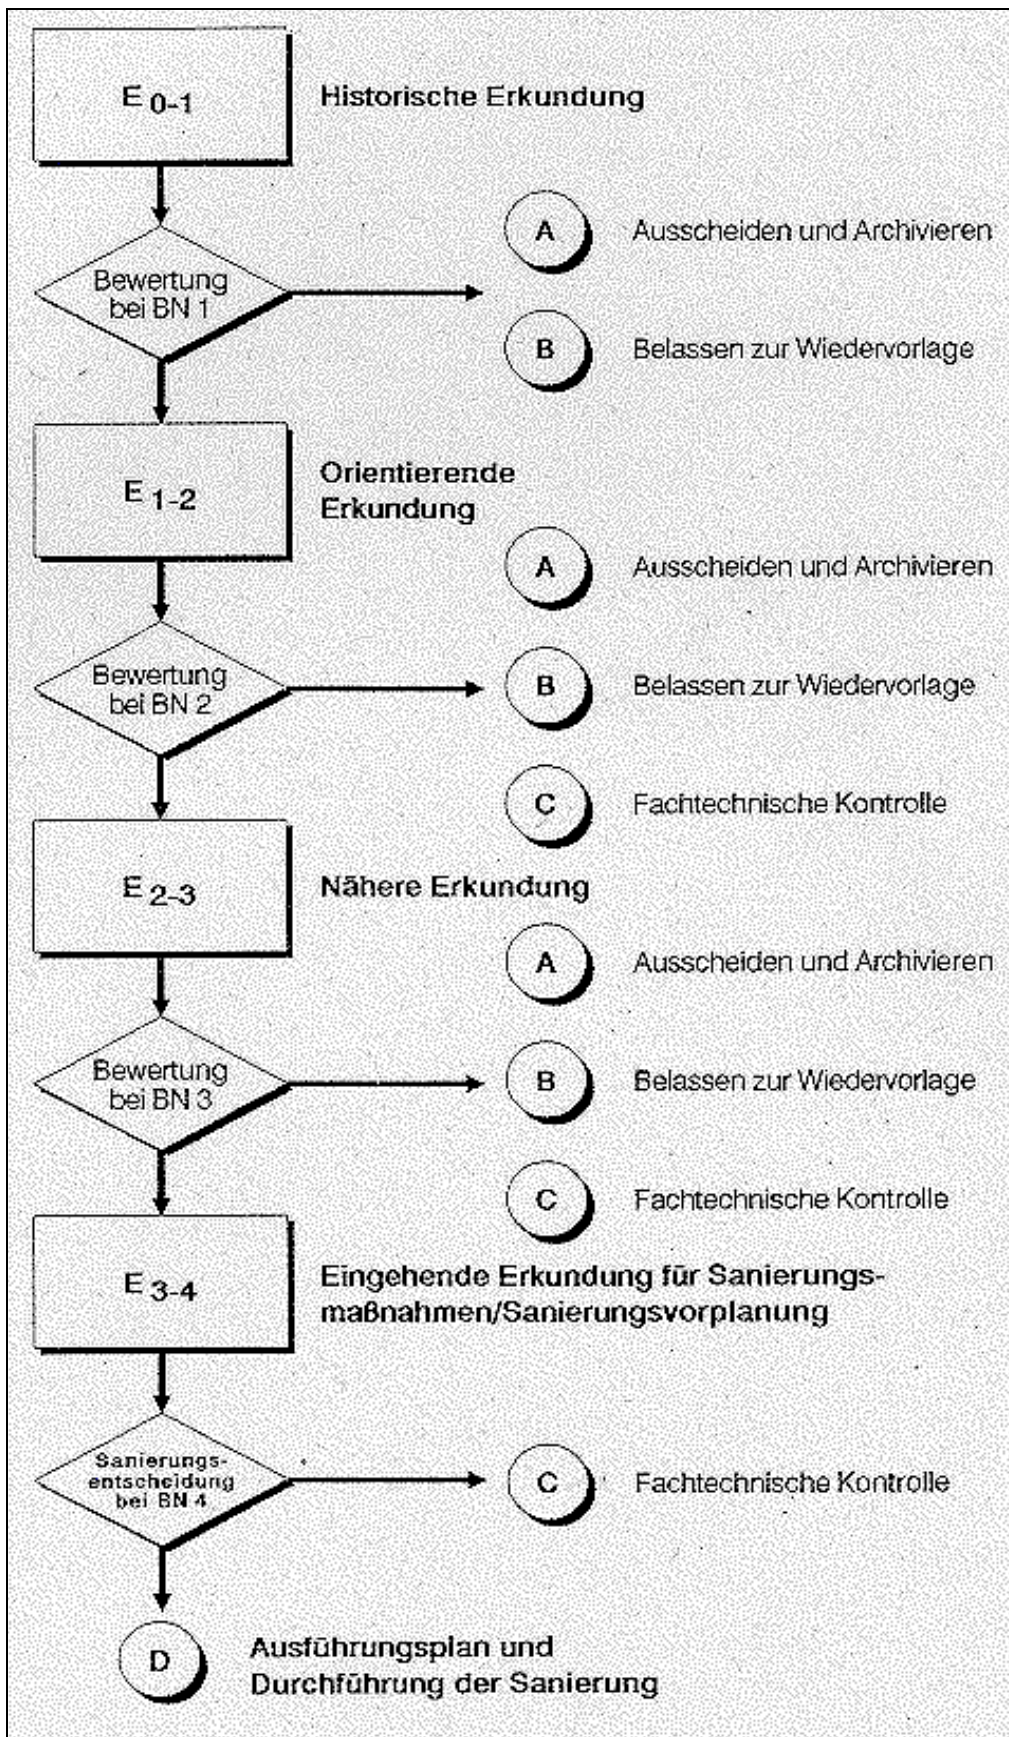 E 0-1
Historische Erkundung
Bewertung
bei BN 1
A
Ausscheiden und Archivieren
B
Belassen zur Wiedervorlage
E 1-2
Orientierende
Erkundung
Bewertung
bei BN 2
A
Ausscheiden und Archivieren
B
Belassen zur Wiedervorlage
C
Fachtechnische Kontrolle
E 2-3
Nähere Erkundung
Bewertung
bei BN 3
A
Ausscheiden und Archivieren
B
Belassen zur Wiedervorlage
C
Fachtechnische Kontrolle
E 3-4
Eingehende Erkundung für Sanierungs-
maßnahmen/Sanierungsvorplanung
Sanierungs-
entscheidung
bei BN 4
C
Fachtechnische Kontrolle
D
Ausführungsplan und
Durchführung der Sanierung